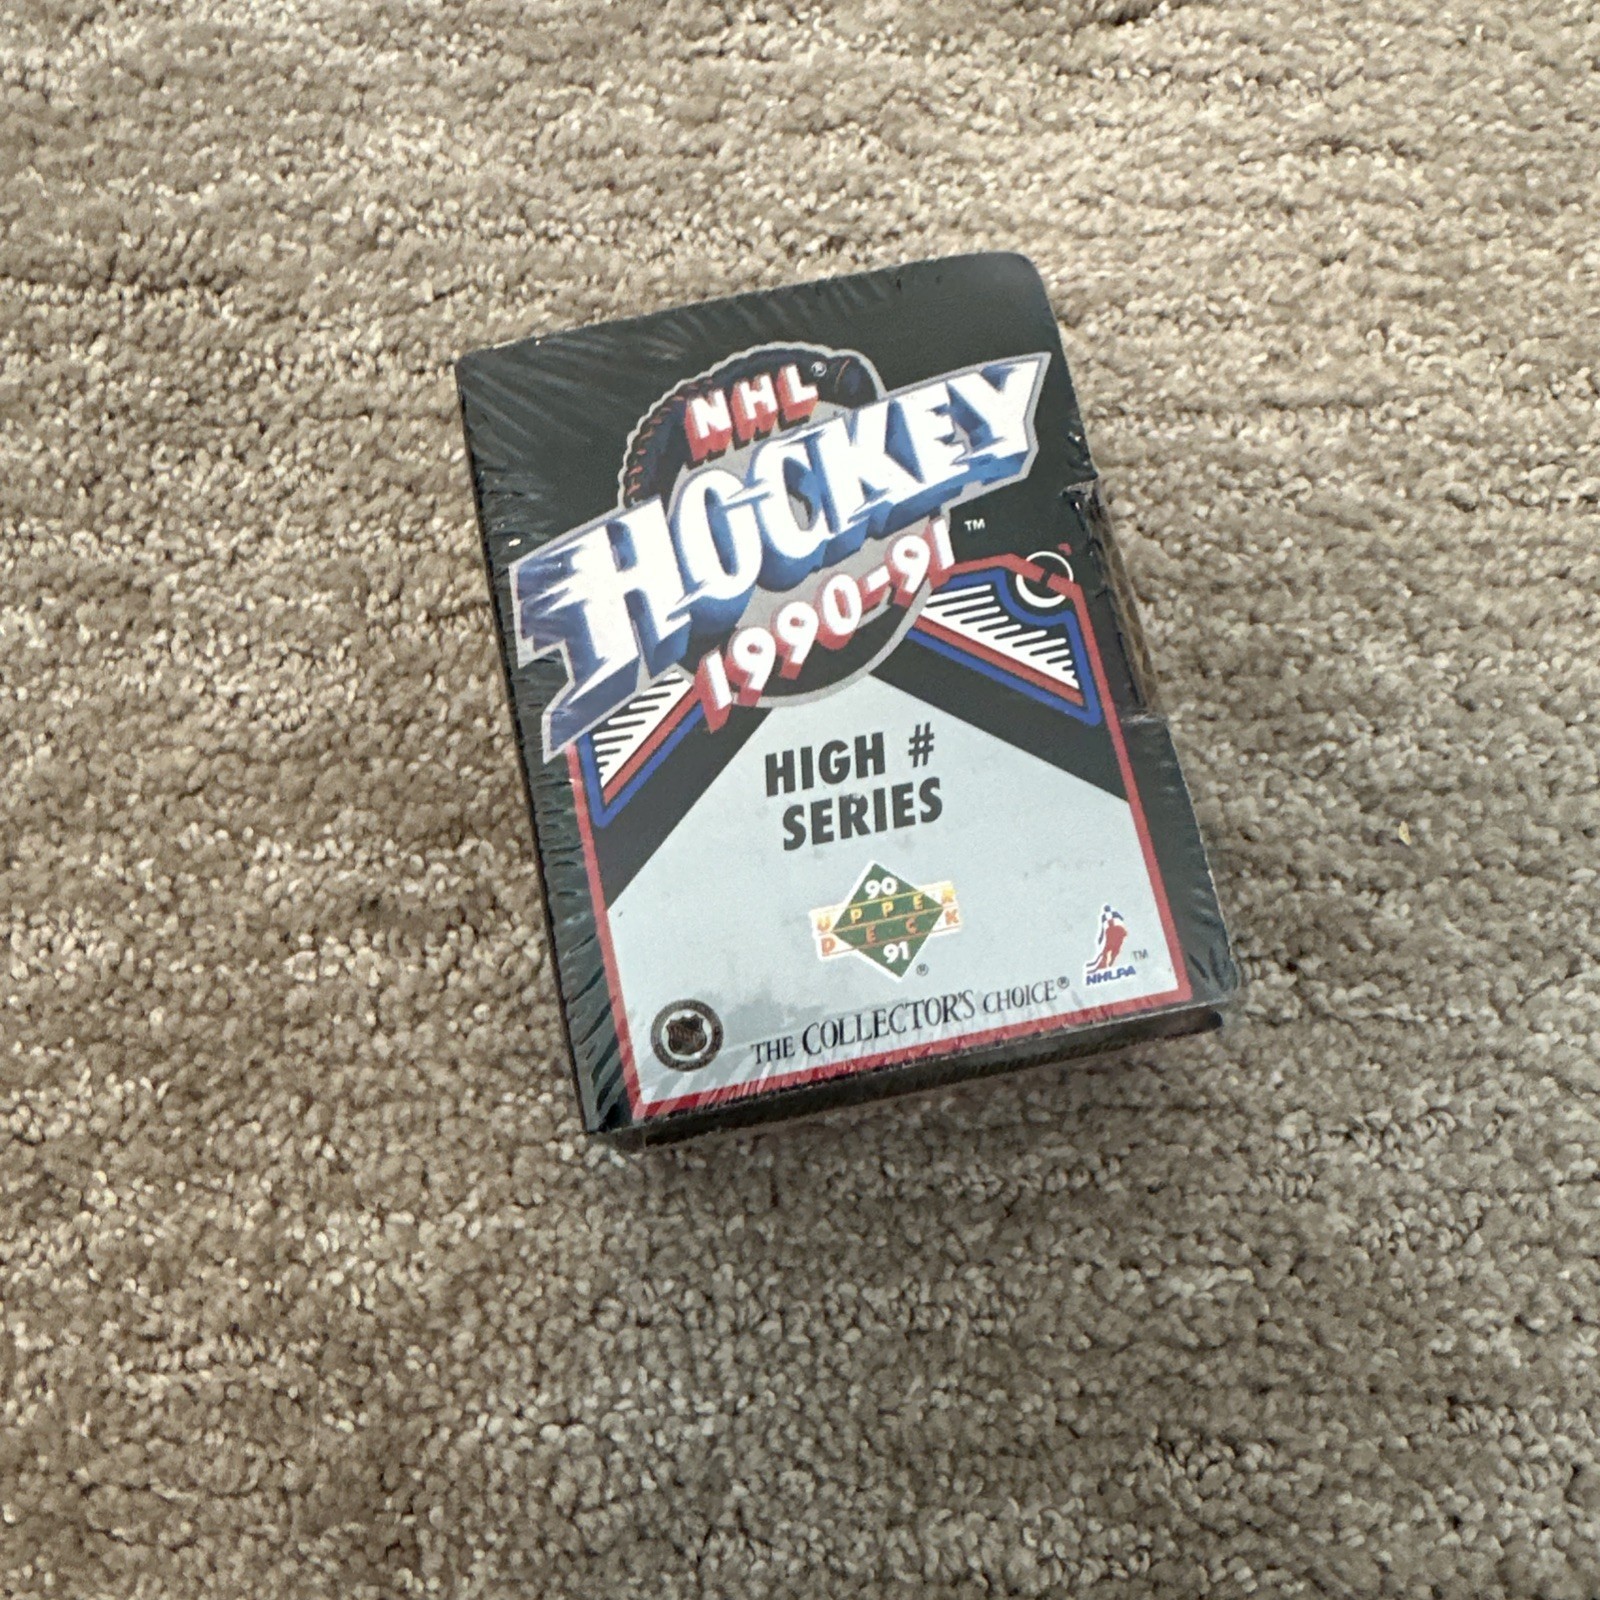 NHL®
HOCKEY
1990-91 ™
HIGH #
SERIES
90
UPPER
DECK
91 ®
NHLPA ™
THE COLLECTOR'S CHOICE®